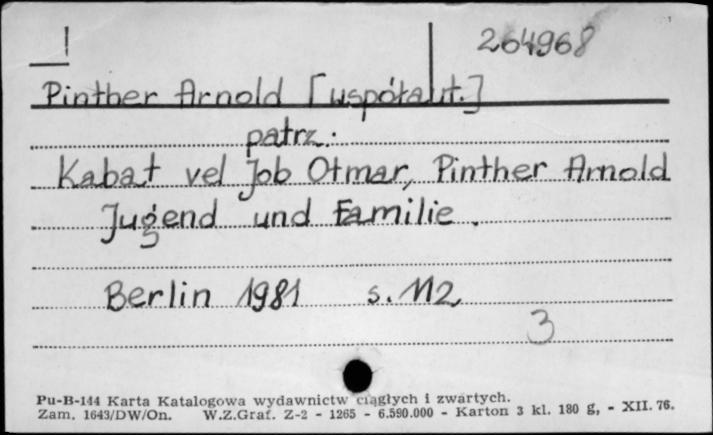 264968
Pinther Arnold [współaut.]
patrz:
Kabat vel Job Otmar, Pinther Arnold
Jugend und Familie.
Berlin 1981 s. 112
3
Pu-B-144 Karta Katalogowa wydawnictw ciągłych i zwartych.
Zam. 1643/DW/On. W.Z.Graf. Z-2 - 1265 - 6.590.000 - Karton 3 kl. 180 g, - XII. 76.